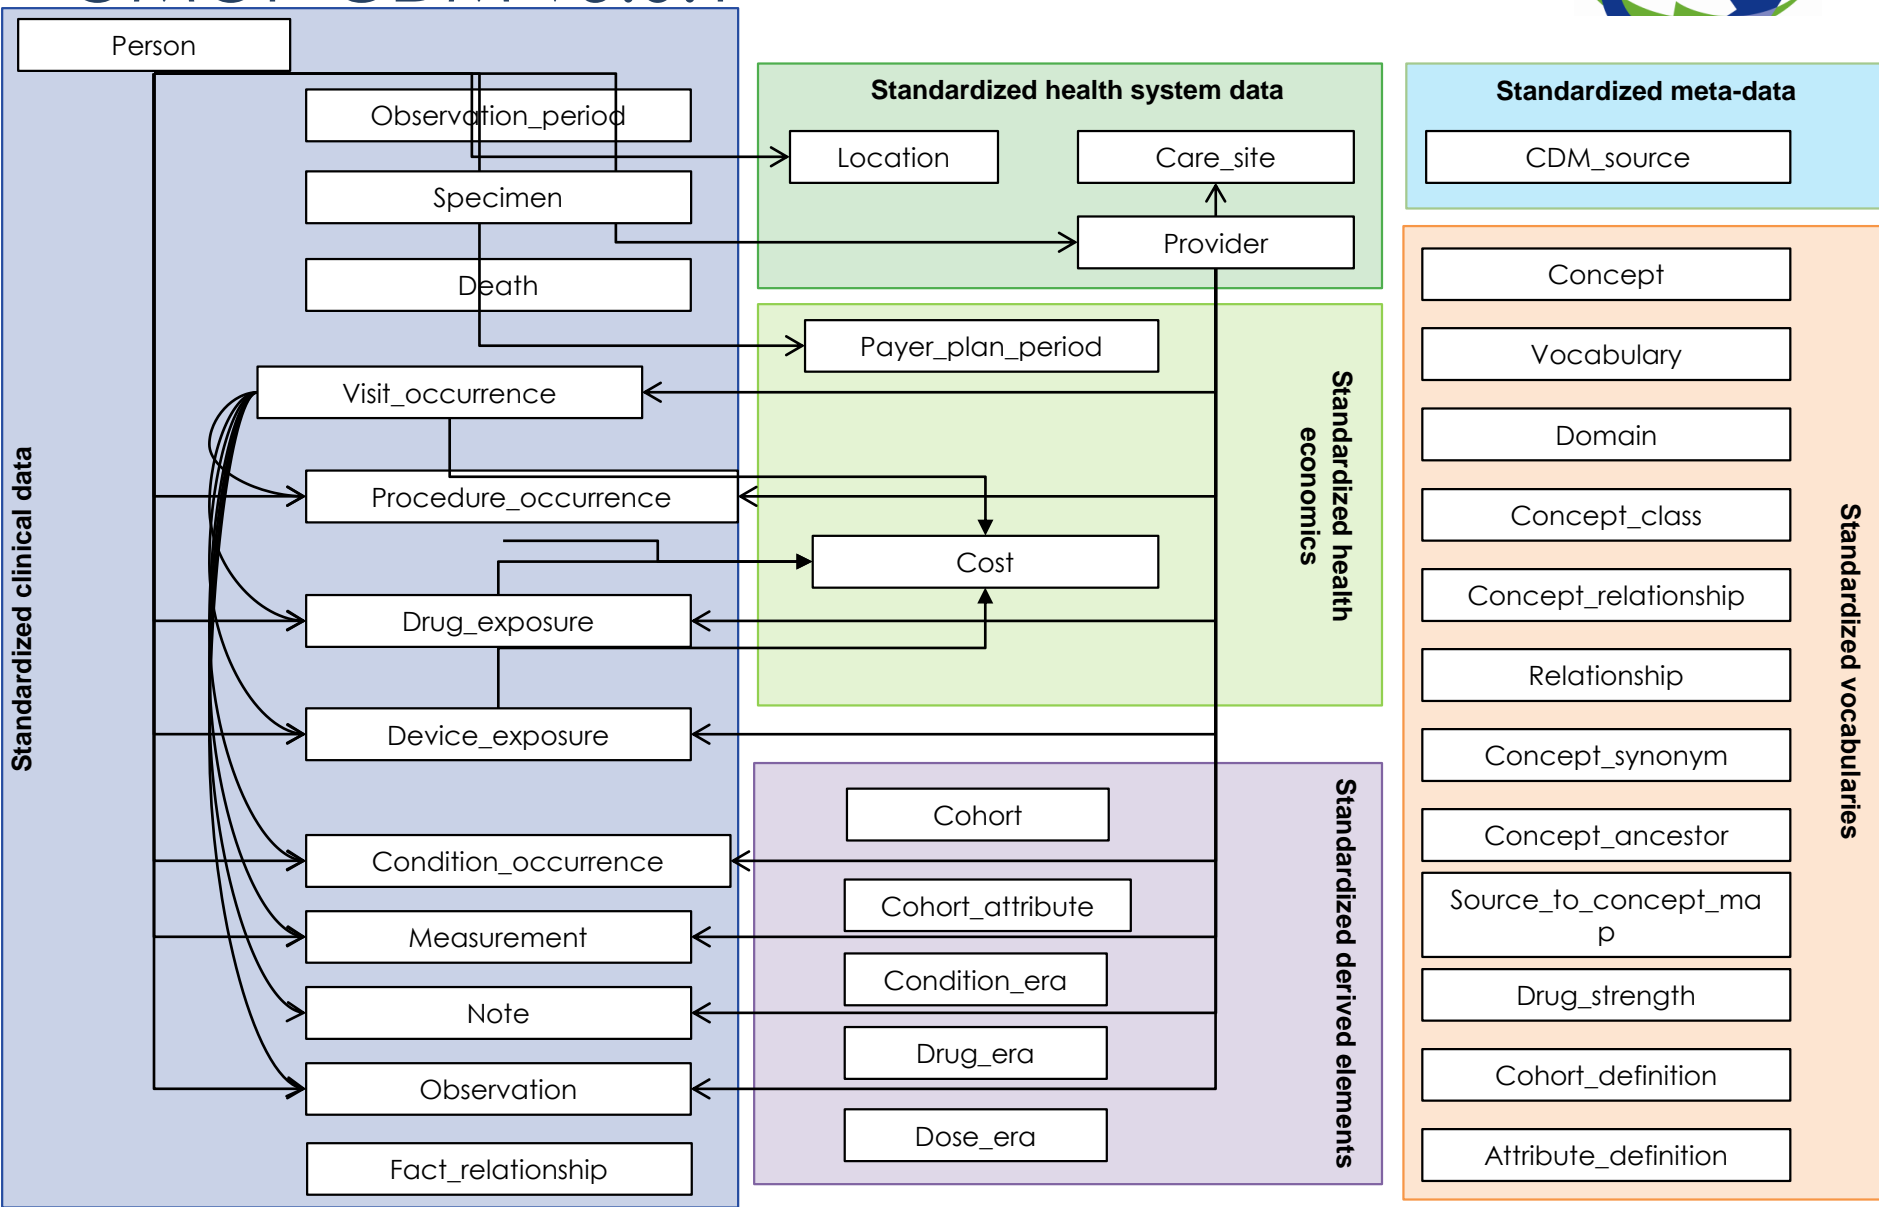 Person
Observation_period
Specimen
Death
Visit_occurrence
Procedure_occurrence
Drug_exposure
Device_exposure
Condition_occurrence
Measurement
Note
Observation
Fact_relationship
Standardized clinical data
Standardized health system data
Location
Care_site
Provider
Payer_plan_period
Cost
Standardized health
economics
Cohort
Cohort_attribute
Condition_era
Drug_era
Dose_era
Standardized derived elements
Standardized meta-data
CDM_source
Concept
Vocabulary
Domain
Concept_class
Concept_relationship
Relationship
Concept_synonym
Concept_ancestor
Source_to_concept_ma
p
Drug_strength
Cohort_definition
Attribute_definition
Standardized vocabularies